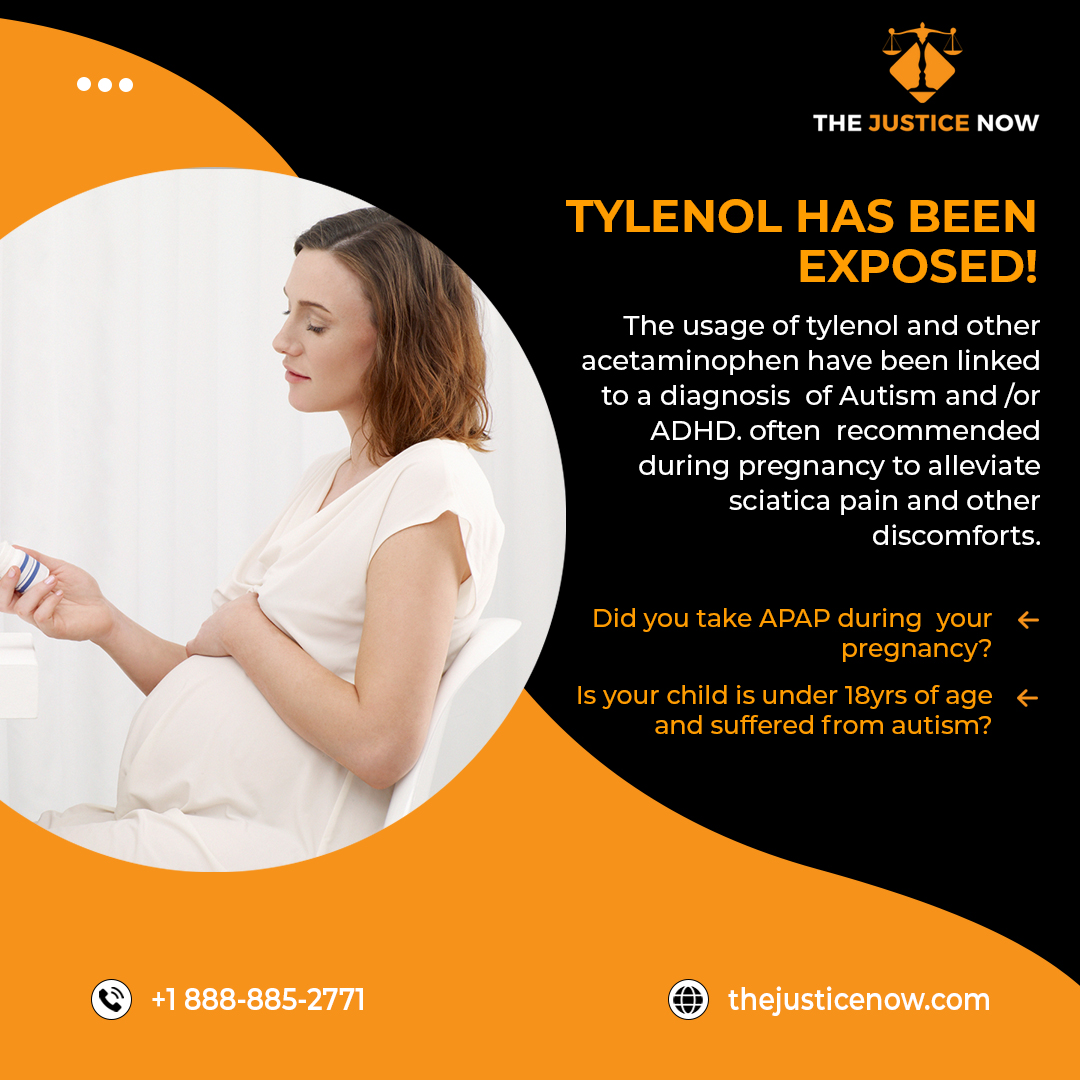 THE JUSTICE NOW
TYLENOL HAS BEEN
EXPOSED!
The usage of tylenol and other
acetaminophen have been linked
to a diagnosis  of Autism and /or
ADHD. often  recommended
during pregnancy to alleviate
sciatica pain and other
discomforts.
Did you take APAP during  your
pregnancy?
Is your child is under 18yrs of age
and suffered from autism?
+1 888-885-2771
thejusticenow.com